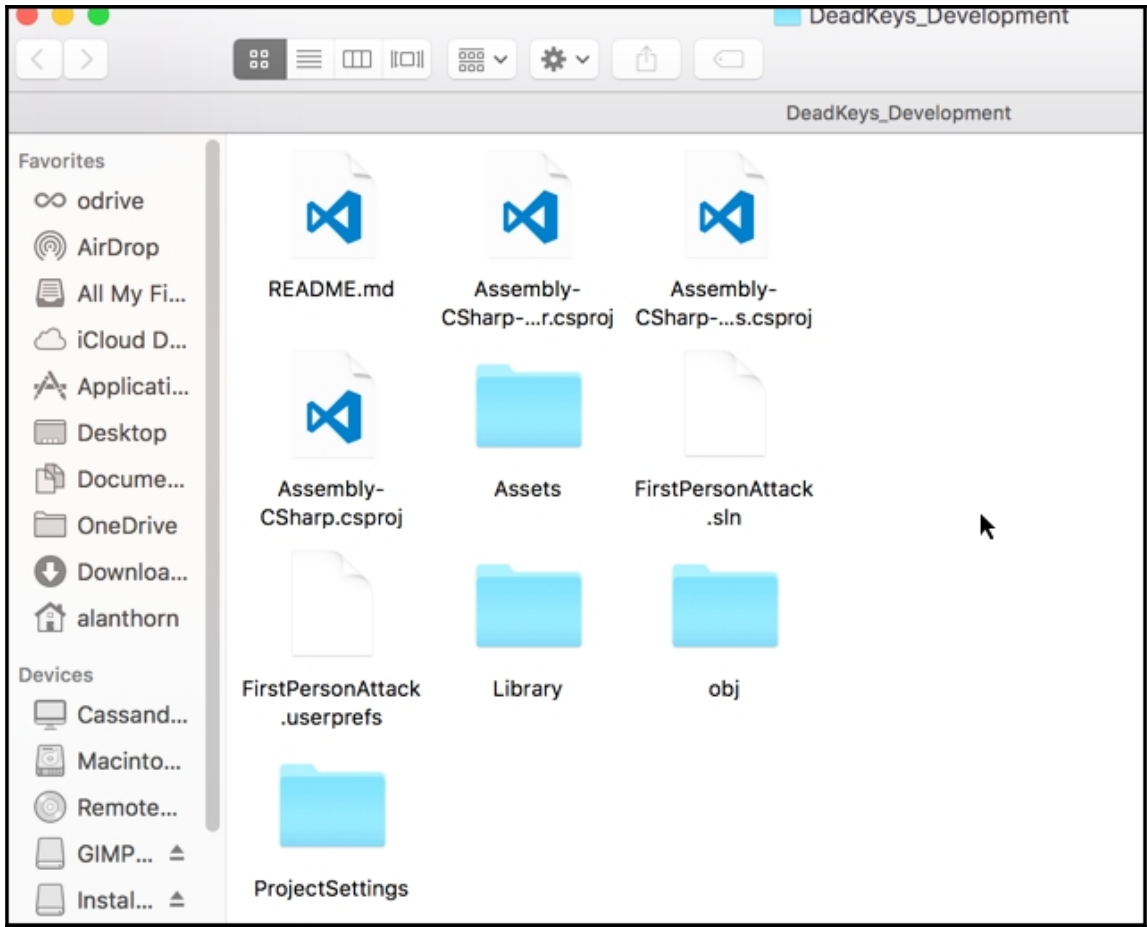 DeadKeys_Development
DeadKeys_Development
Favorites
odrive
AirDrop
All My Fi...
iCloud D...
Applicati...
Desktop
Docume...
OneDrive
Downloa...
alanthorn
Devices
Cassand...
Macinto...
Remote...
GIMP...
Instal...
README.md
Assembly-
CSharp-...r.csproj
Assembly-
CSharp-...s.csproj
Assembly-
CSharp.csproj
Assets
FirstPersonAttack
.sln
FirstPersonAttack
.userprefs
Library
obj
ProjectSettings